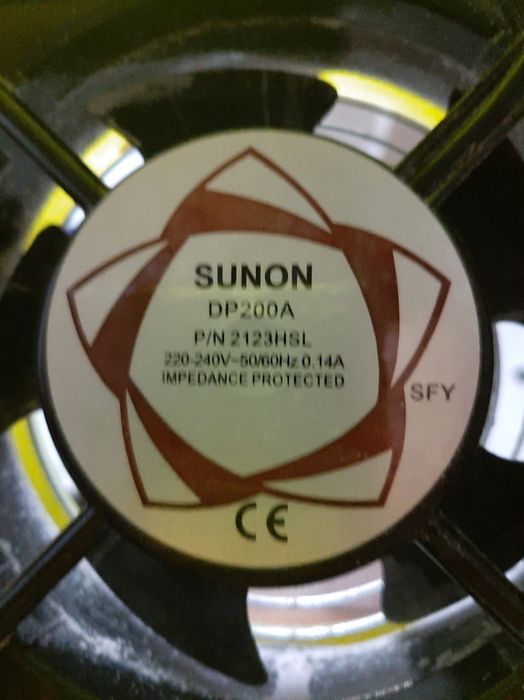 SUNON
DP200A
P/N 2123HSL
220-240V~50/60Hz 0.14A
IMPEDANCE PROTECTED
SFY
CE